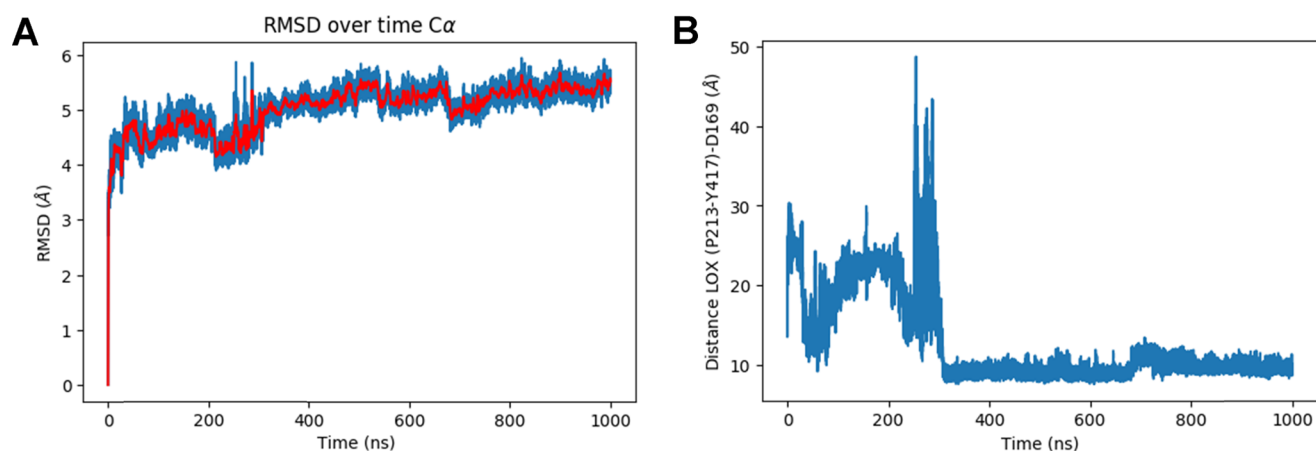 A
RMSD over time Cα
6
5
4
3
2
1
0
RMSD (Å)
0 200 400 600 800 1000
Time (ns)
B
50
40
30
20
10
Distance LOX (P213-Y417)-D169 (Å)
0 200 400 600 800 1000
Time (ns)